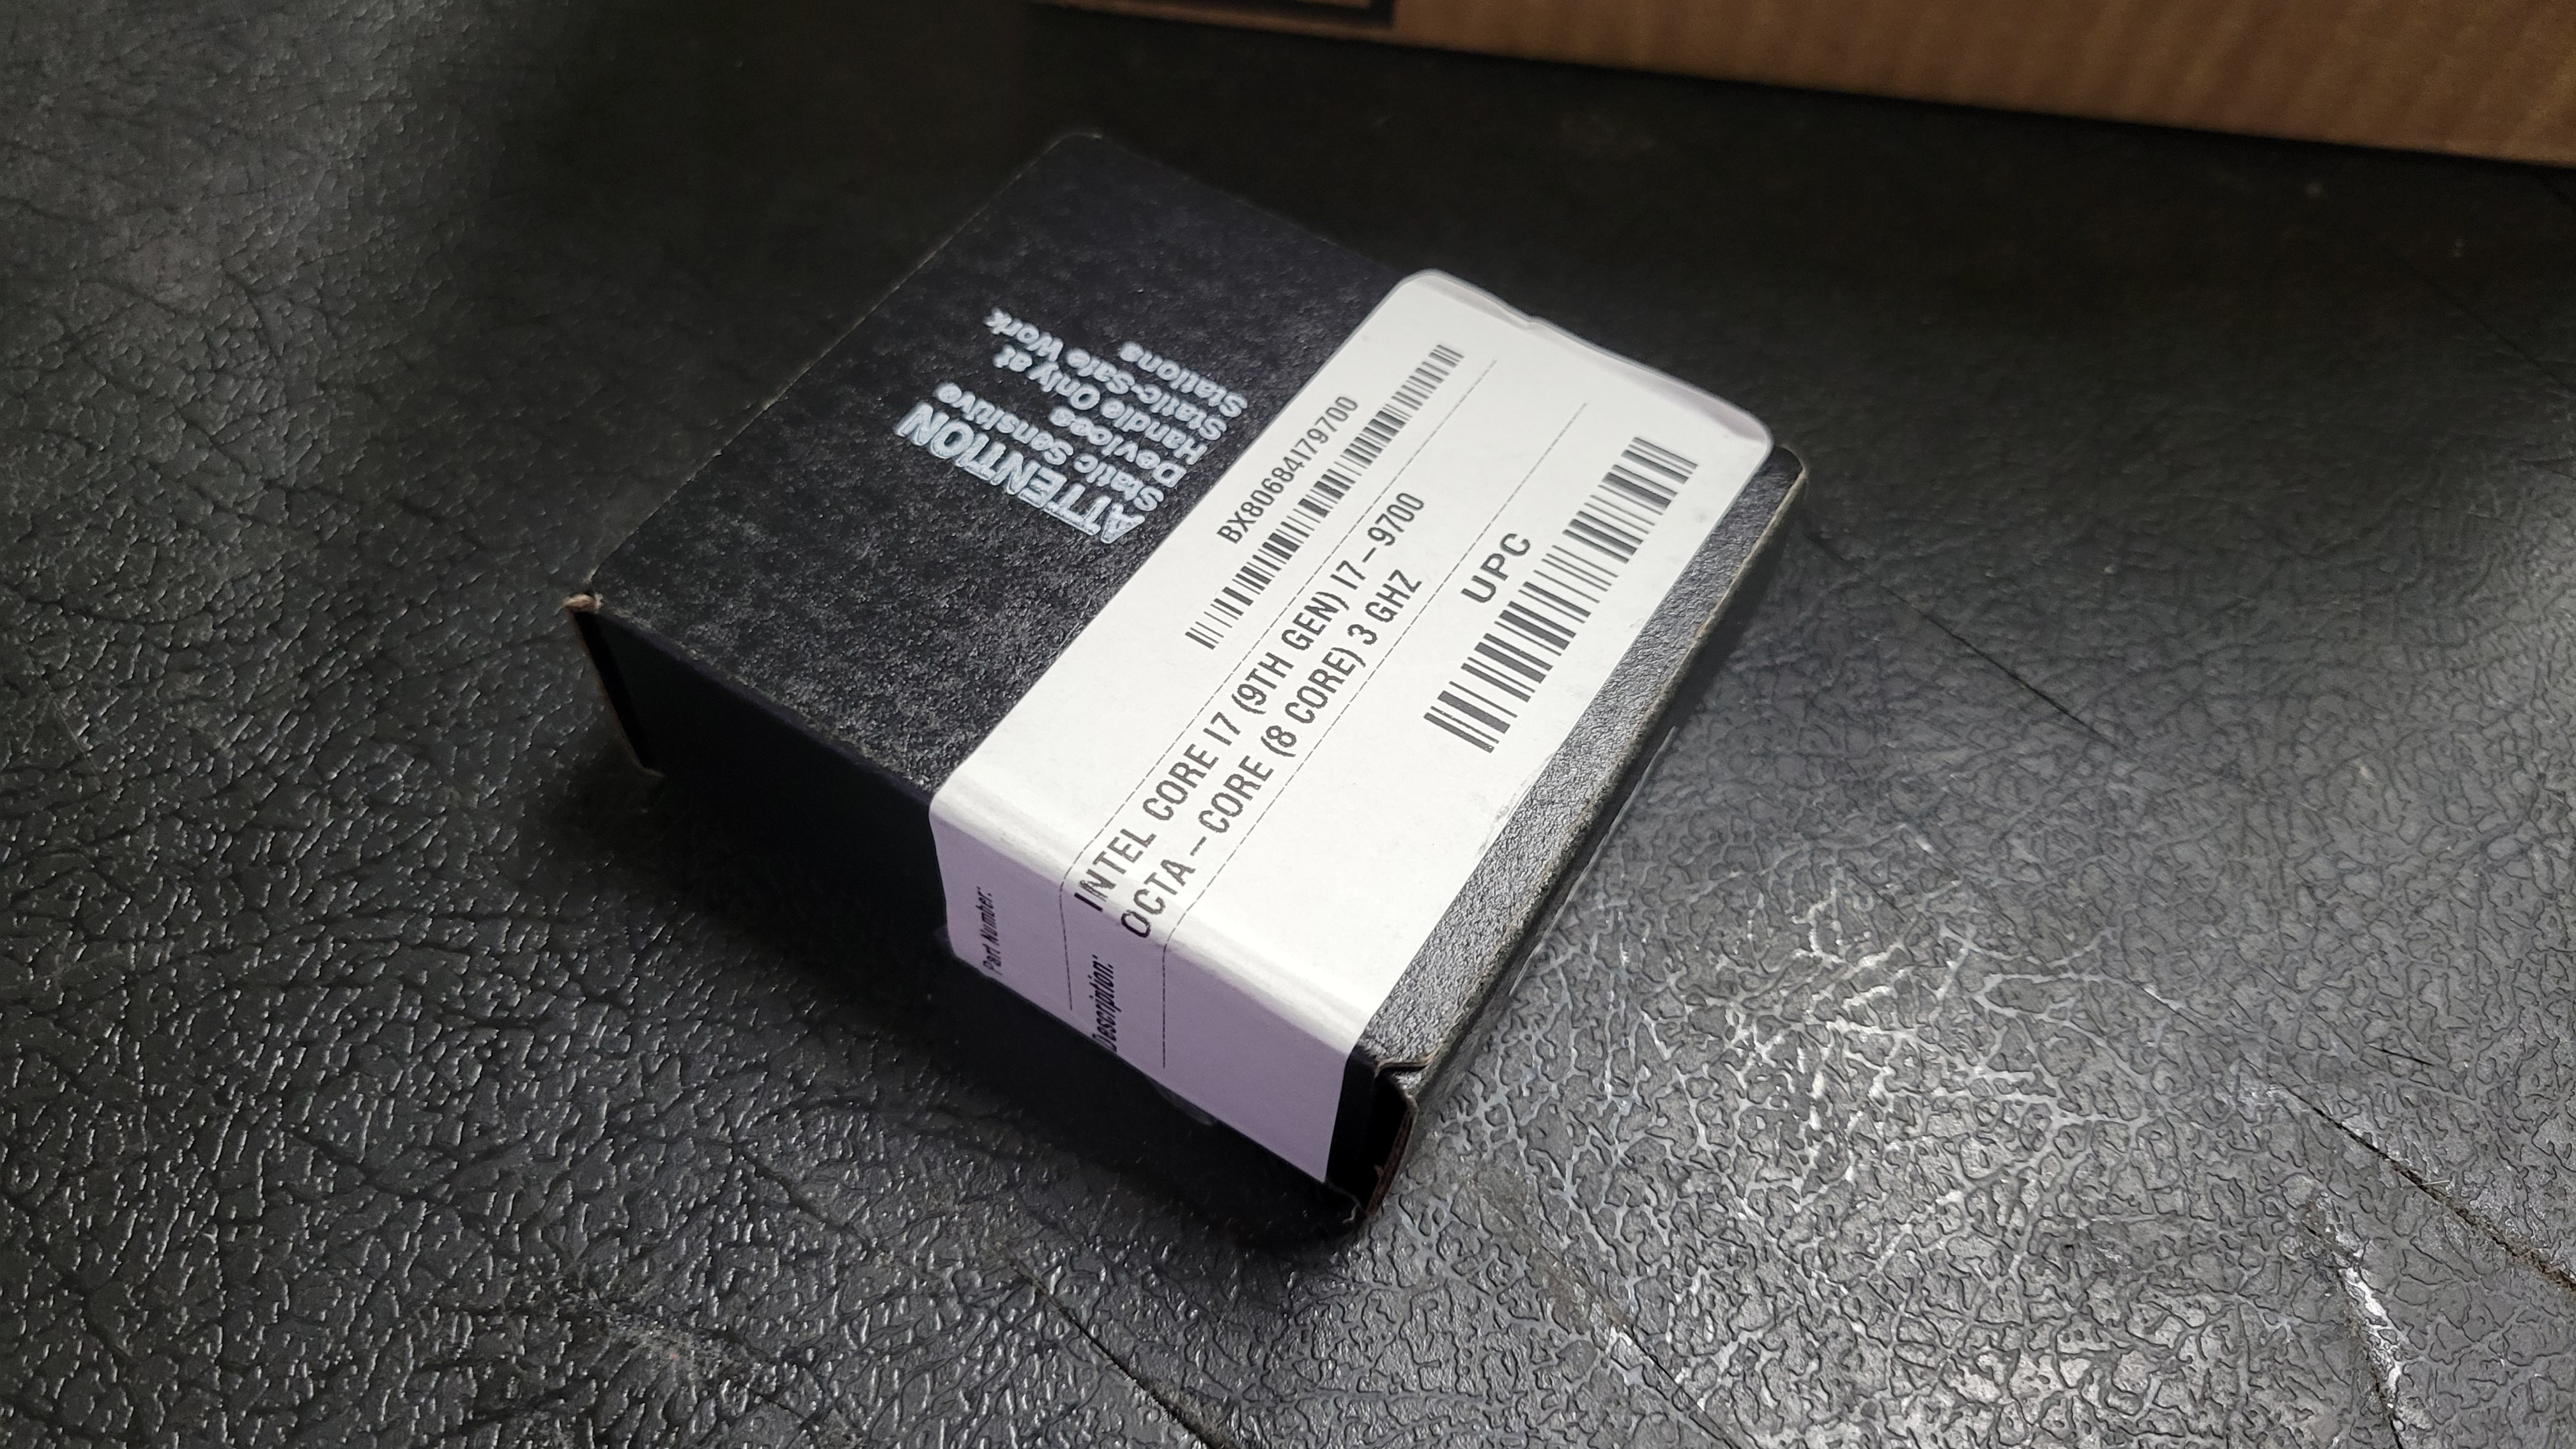 ATTENTION
Static Sensitive
Devices
Handle Only at
Static-Safe Work
Stations
Part Number:
BX80684I79700
Description:
INTEL CORE I7 (9TH GEN) I7-9700
OCTA-CORE (8 CORE) 3 GHZ
UPC